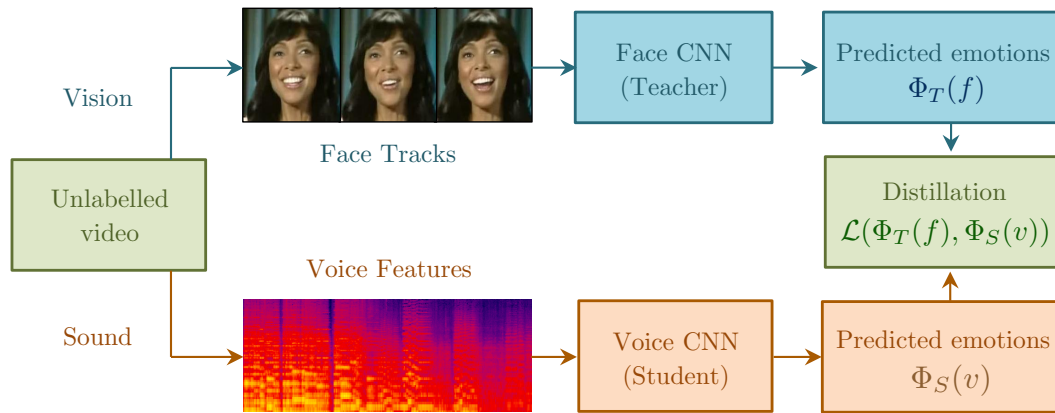 Vision
Face Tracks
Face CNN
(Teacher)
Predicted emotions
Φ_T(f)
Unlabelled
video
Distillation
ℒ(Φ_T(f), Φ_S(v))
Sound
Voice Features
Voice CNN
(Student)
Predicted emotions
Φ_S(v)